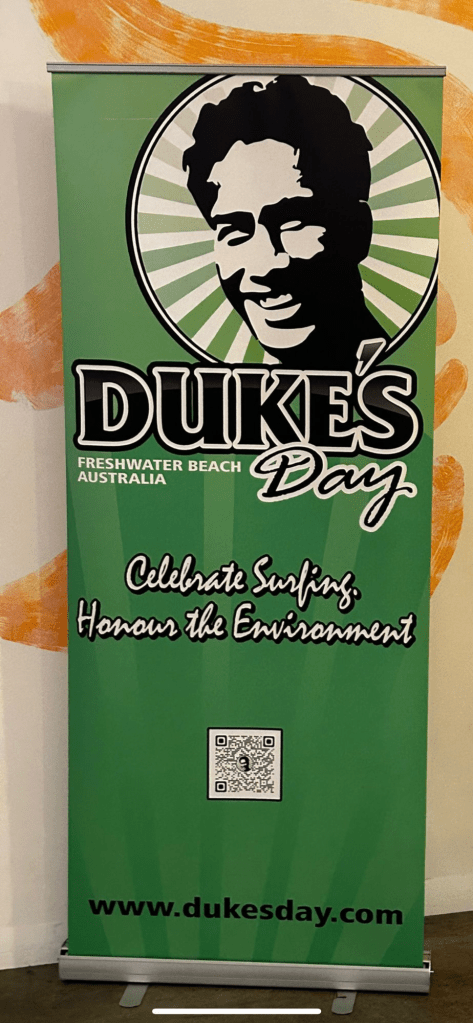 DUKE'S
Day
FRESHWATER BEACH
AUSTRALIA
Celebrate Surfing.
Honour the Environment
www.dukesday.com